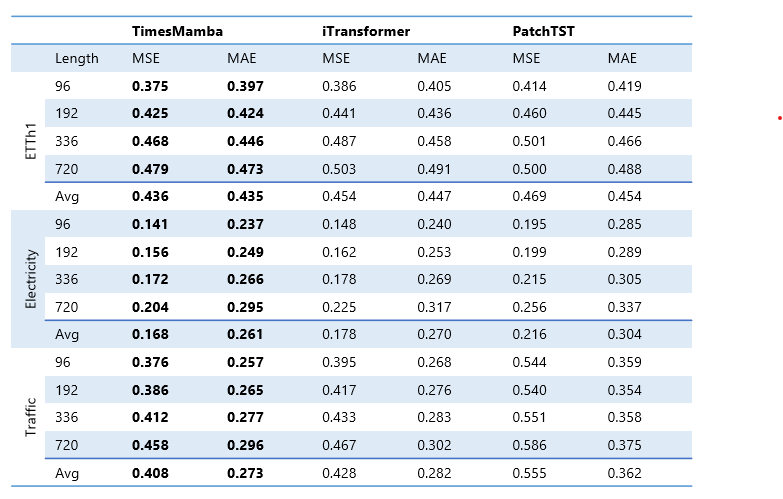 TimesMamba iTransformer PatchTST
Length MSE MAE MSE MAE MSE MAE
ETTh1
96 0.375 0.397 0.386 0.405 0.414 0.419
192 0.425 0.424 0.441 0.436 0.460 0.445
336 0.468 0.446 0.487 0.458 0.501 0.466
720 0.479 0.473 0.503 0.491 0.500 0.488
Avg 0.436 0.435 0.454 0.447 0.469 0.454
Electricity
96 0.141 0.237 0.148 0.240 0.195 0.285
192 0.156 0.249 0.162 0.253 0.199 0.289
336 0.172 0.266 0.178 0.269 0.215 0.305
720 0.204 0.295 0.225 0.317 0.256 0.337
Avg 0.168 0.261 0.178 0.270 0.216 0.304
Traffic
96 0.376 0.257 0.395 0.268 0.544 0.359
192 0.386 0.265 0.417 0.276 0.540 0.354
336 0.412 0.277 0.433 0.283 0.551 0.358
720 0.458 0.296 0.467 0.302 0.586 0.375
Avg 0.408 0.273 0.428 0.282 0.555 0.362